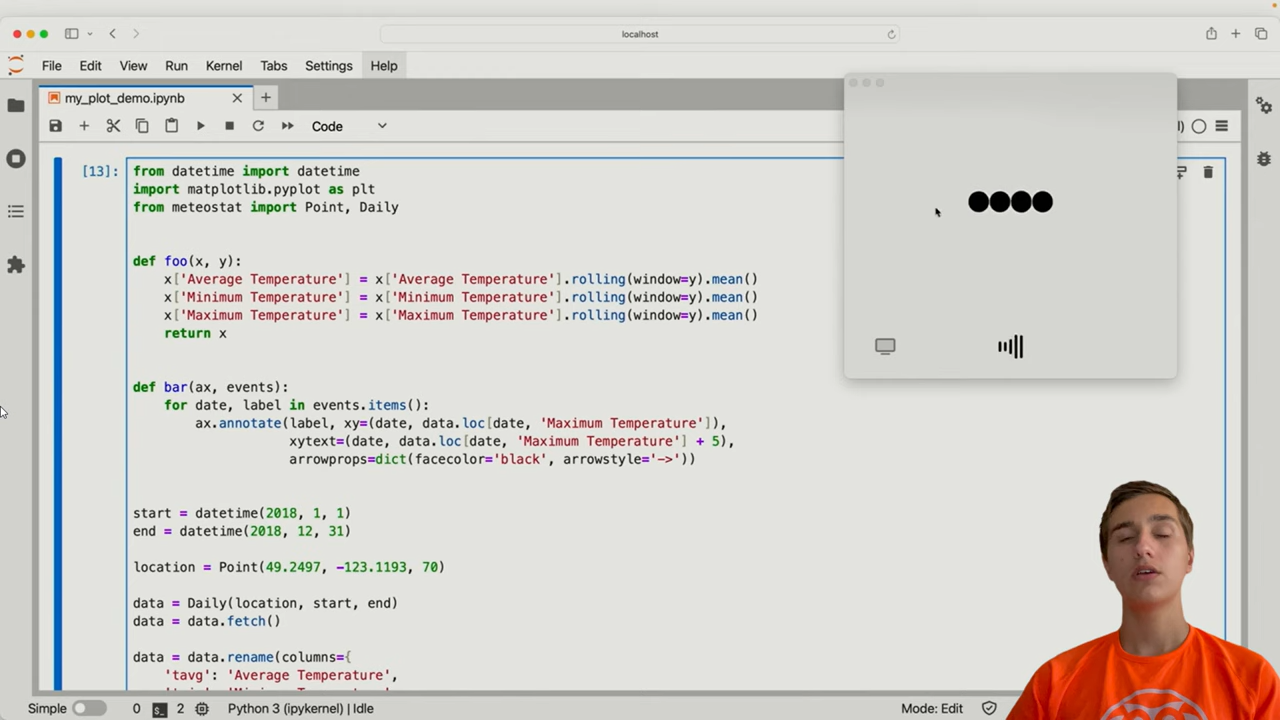 localhost
File Edit View Run Kernel Tabs Settings Help
my_plot_demo.ipynb
Code
[13]:
from datetime import datetime
import matplotlib.pyplot as plt
from meteostat import Point, Daily
def foo(x, y):
x['Average Temperature'] = x['Average Temperature'].rolling(window=y).mean()
x['Minimum Temperature'] = x['Minimum Temperature'].rolling(window=y).mean()
x['Maximum Temperature'] = x['Maximum Temperature'].rolling(window=y).mean()
return x
def bar(ax, events):
for date, label in events.items():
ax.annotate(label, xy=(date, data.loc[date, 'Maximum Temperature']),
xytext=(date, data.loc[date, 'Maximum Temperature'] + 5),
arrowprops=dict(facecolor='black', arrowstyle='->'))
start = datetime(2018, 1, 1)
end = datetime(2018, 12, 31)
location = Point(49.2497, -123.1193, 70)
data = Daily(location, start, end)
data = data.fetch()
data = data.rename(columns={
'tavg': 'Average Temperature',
Simple 0 2 Python 3 (ipykernel) | Idle Mode: Edit